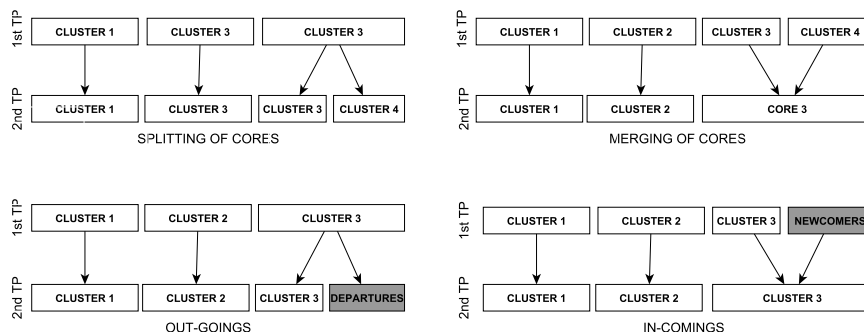 1st TP
CLUSTER 1
CLUSTER 3
CLUSTER 3
2nd TP
CLUSTER 1
CLUSTER 3
CLUSTER 3
CLUSTER 4
SPLITTING OF CORES
1st TP
CLUSTER 1
CLUSTER 2
CLUSTER 3
CLUSTER 4
2nd TP
CLUSTER 1
CLUSTER 2
CORE 3
MERGING OF CORES
1st TP
CLUSTER 1
CLUSTER 2
CLUSTER 3
2nd TP
CLUSTER 1
CLUSTER 2
CLUSTER 3
DEPARTURES
OUT-GOINGS
1st TP
CLUSTER 1
CLUSTER 2
CLUSTER 3
NEWCOMERS
2nd TP
CLUSTER 1
CLUSTER 2
CLUSTER 3
IN-COMINGS